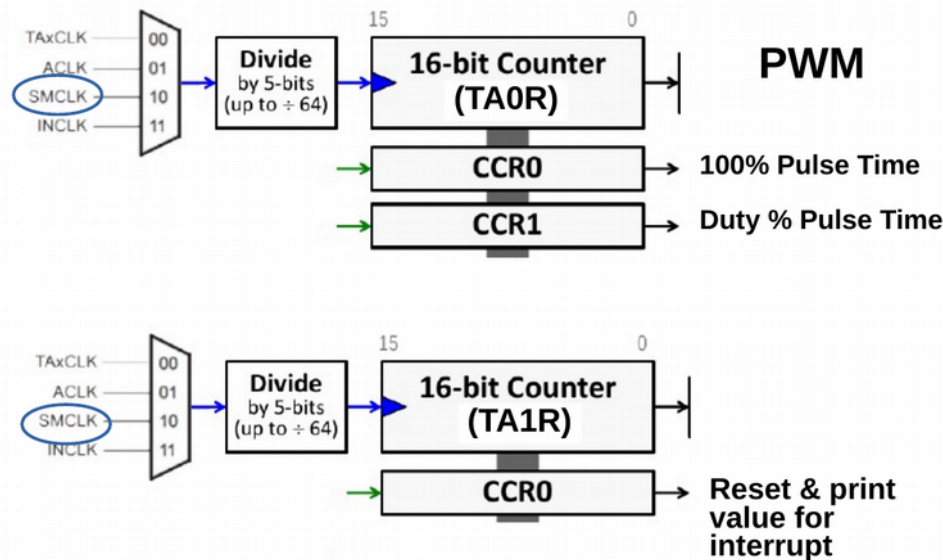 15 0
TAxCLK 00
ACLK 01
SMCLK 10
INCLK 11
Divide
by 5-bits
(up to ÷ 64)
16-bit Counter
(TA0R)
PWM
CCR0
100% Pulse Time
CCR1
Duty % Pulse Time
15 0
TAxCLK 00
ACLK 01
SMCLK 10
INCLK 11
Divide
by 5-bits
(up to ÷ 64)
16-bit Counter
(TA1R)
CCR0
Reset & print
value for
interrupt